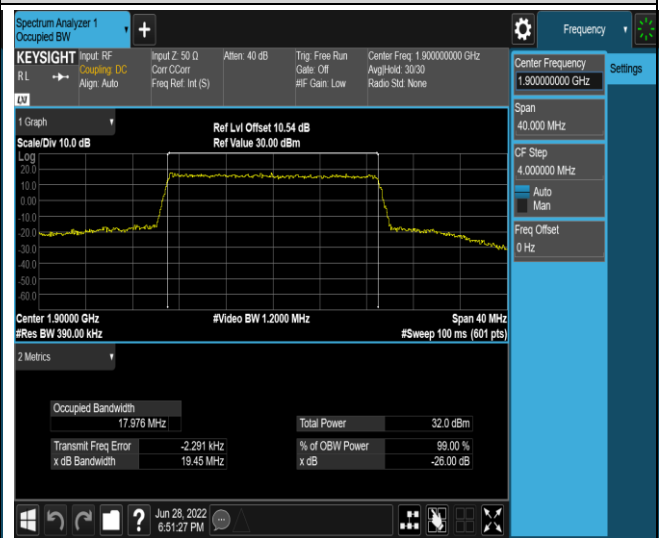 Spectrum Analyzer 1
Occupied BW
+
Frequency
KEYSIGHT
RL
LXI
Input: RF
Coupling: DC
Align: Auto
Input Z: 50 Ω
Corr CCorr
Freq Ref: Int (S)
Atten: 40 dB
Trig: Free Run
Gate: Off
#IF Gain: Low
Center Freq: 1.900000000 GHz
Avg|Hold: 30/30
Radio Std: None
Center Frequency
1.900000000 GHz
Settings
Span
40.000 MHz
CF Step
4.000000 MHz
Auto
Man
Freq Offset
0 Hz
1 Graph
Scale/Div 10.0 dB
Ref Lvl Offset 10.54 dB
Ref Value 30.00 dBm
Log
20.0
10.0
0.00
-10.0
-20.0
-30.0
-40.0
-50.0
-60.0
Center 1.90000 GHz
#Video BW 1.2000 MHz
Span 40 MHz
#Res BW 390.00 kHz
#Sweep 100 ms (601 pts)
2 Metrics
Occupied Bandwidth
17.976 MHz
Total Power 32.0 dBm
Transmit Freq Error -2.291 kHz
% of OBW Power 99.00 %
x dB Bandwidth 19.45 MHz
x dB -26.00 dB
?
Jun 28, 2022
6:51:27 PM